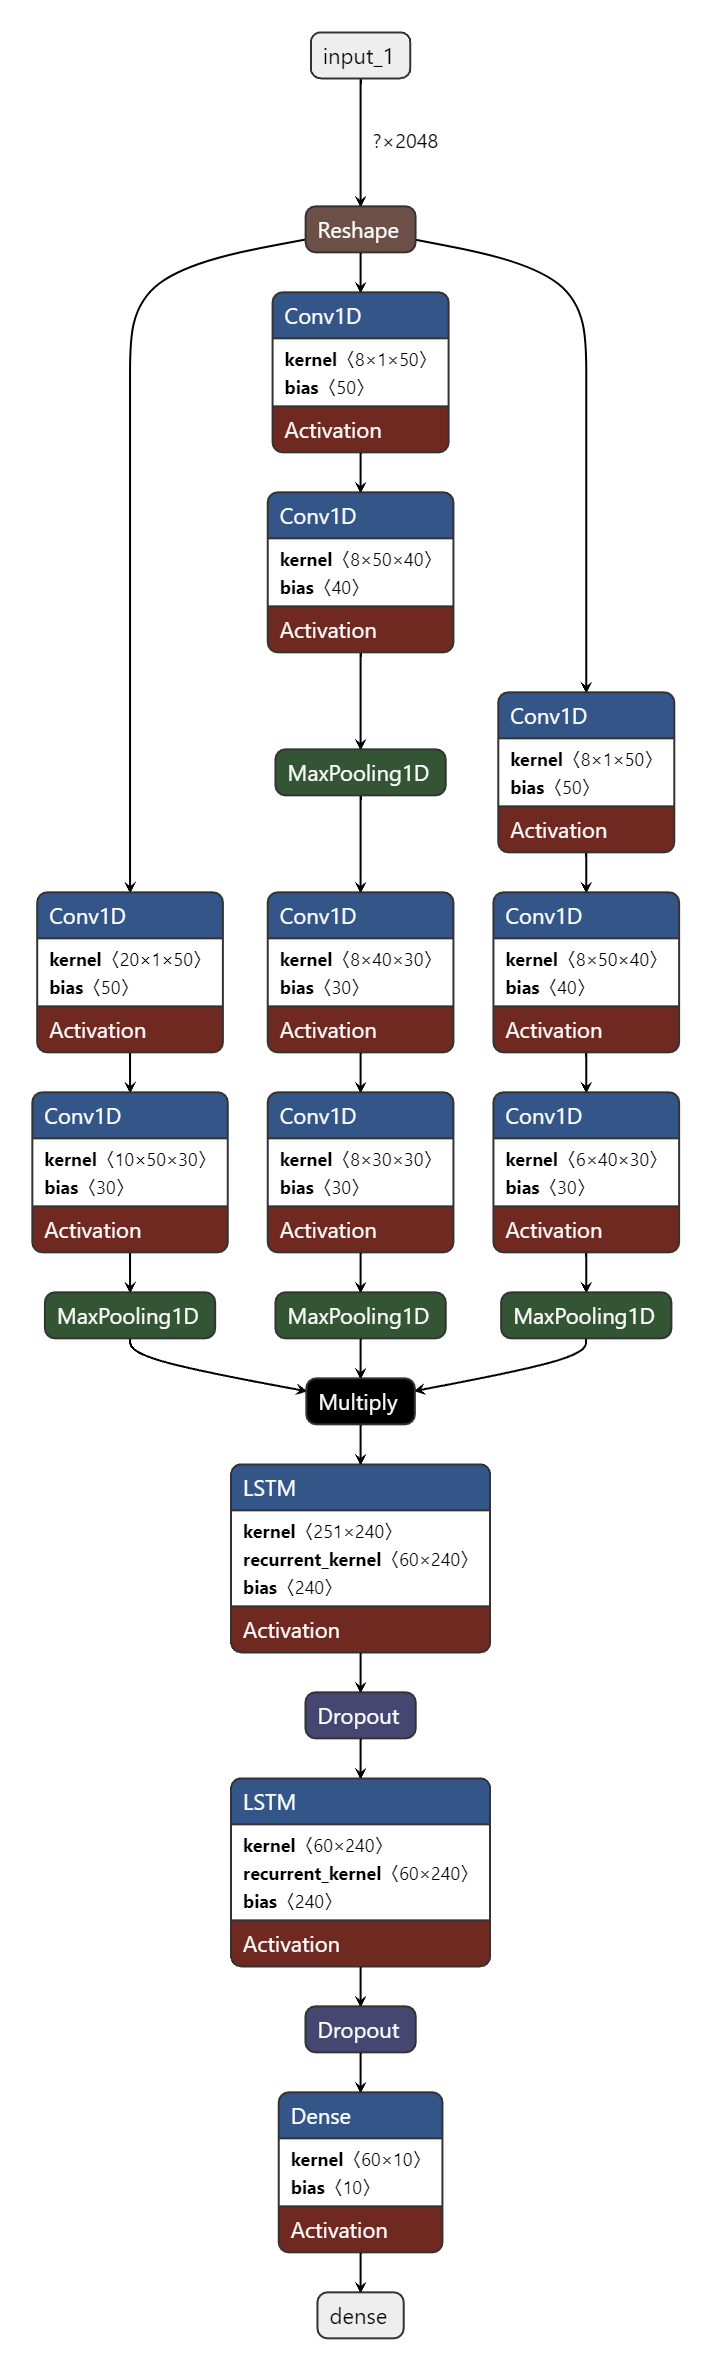 input_1
?×2048
Reshape
Conv1D
kernel 〈8×1×50〉
bias 〈50〉
Activation
Conv1D
kernel 〈8×50×40〉
bias 〈40〉
Activation
MaxPooling1D
Conv1D
kernel 〈8×1×50〉
bias 〈50〉
Activation
Conv1D
kernel 〈20×1×50〉
bias 〈50〉
Activation
Conv1D
kernel 〈8×40×30〉
bias 〈30〉
Activation
Conv1D
kernel 〈8×50×40〉
bias 〈40〉
Activation
Conv1D
kernel 〈10×50×30〉
bias 〈30〉
Activation
Conv1D
kernel 〈8×30×30〉
bias 〈30〉
Activation
Conv1D
kernel 〈6×40×30〉
bias 〈30〉
Activation
MaxPooling1D
MaxPooling1D
MaxPooling1D
Multiply
LSTM
kernel 〈251×240〉
recurrent_kernel 〈60×240〉
bias 〈240〉
Activation
Dropout
LSTM
kernel 〈60×240〉
recurrent_kernel 〈60×240〉
bias 〈240〉
Activation
Dropout
Dense
kernel 〈60×10〉
bias 〈10〉
Activation
dense